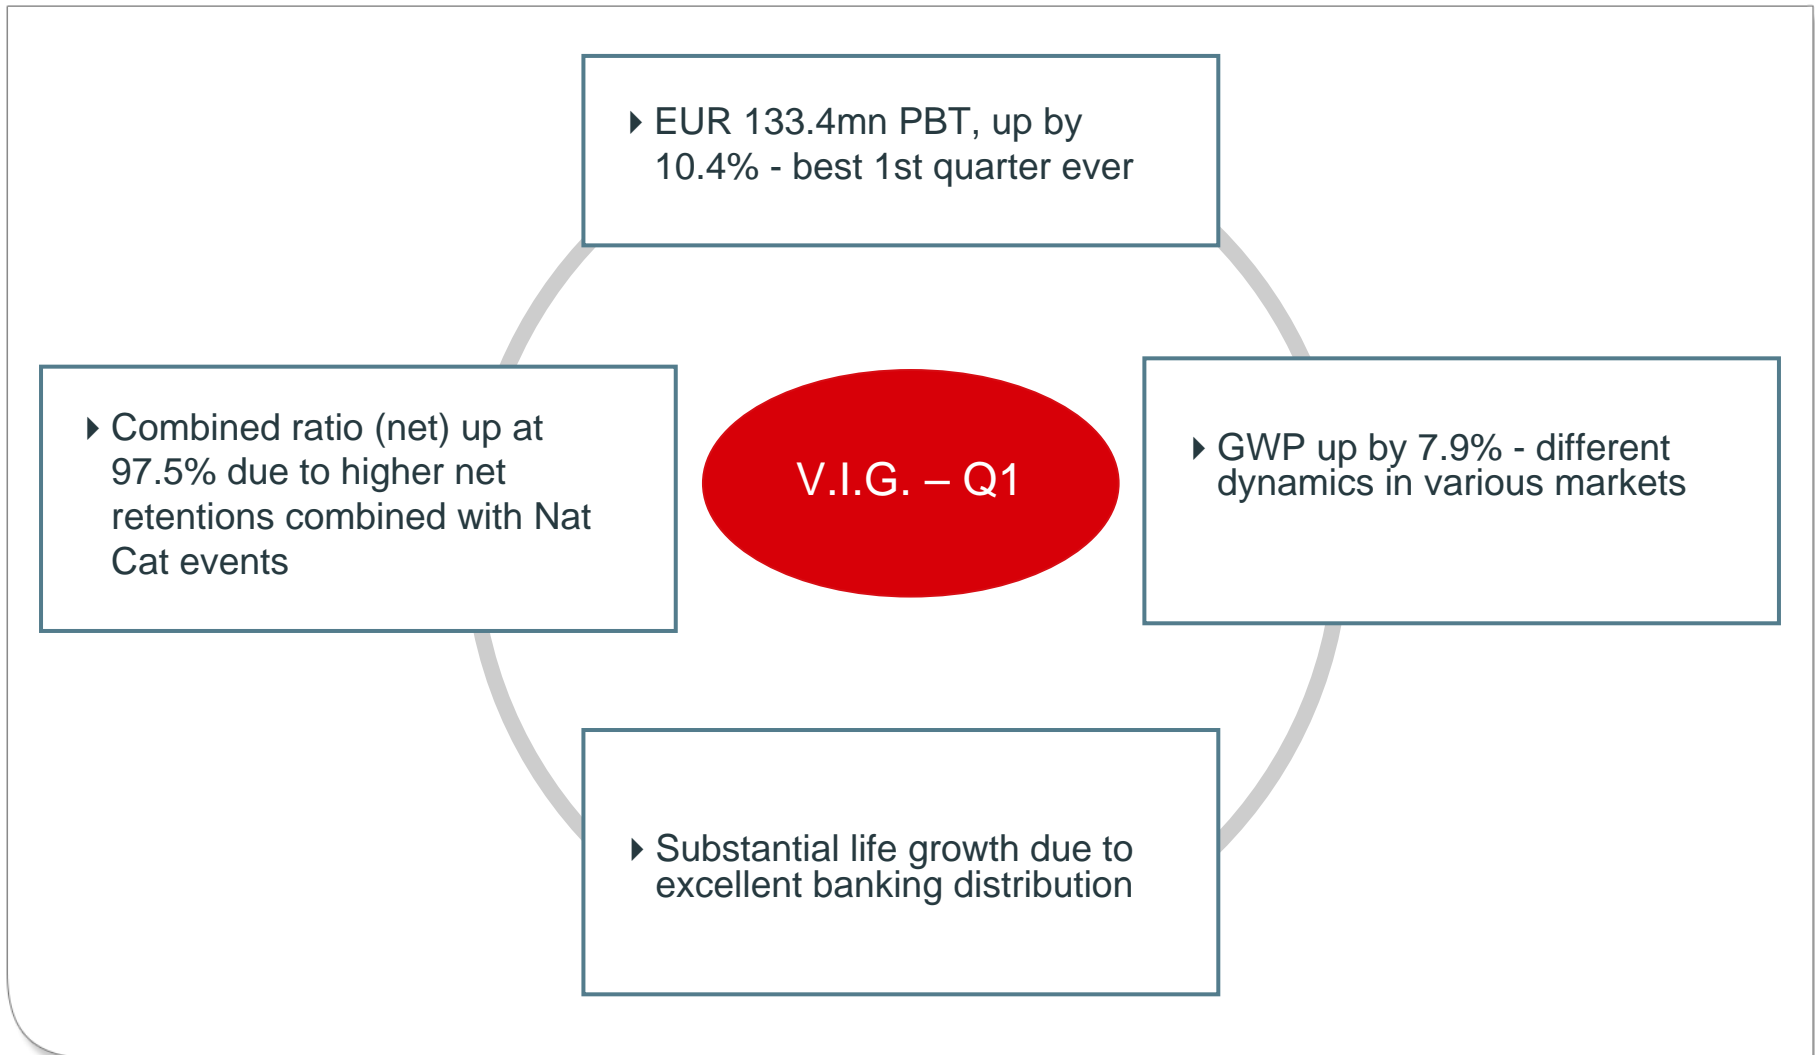 EUR 133.4mn PBT, up by
10.4% - best 1st quarter ever
Combined ratio (net) up at
97.5% due to higher net
retentions combined with Nat
Cat events
V.I.G. – Q1
GWP up by 7.9% - different
dynamics in various markets
Substantial life growth due to
excellent banking distribution